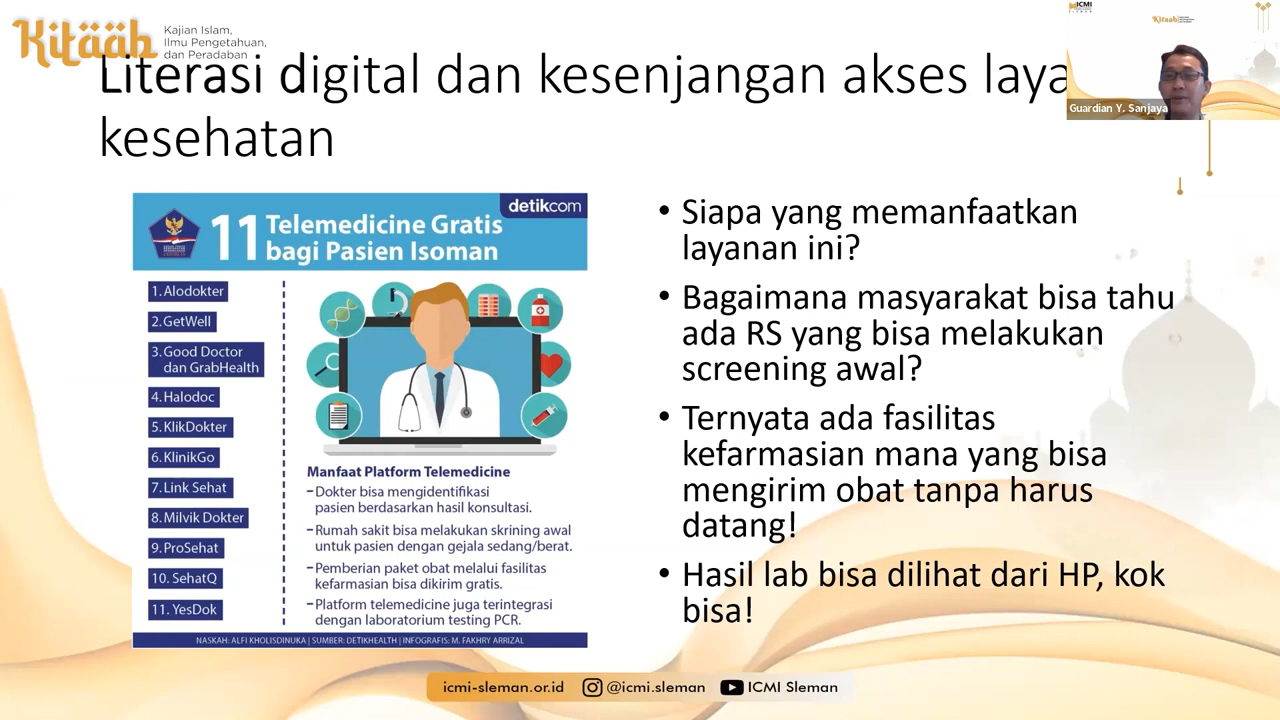 Kitääb
Kajian Islam,
Ilmu Pengetahuan,
dan Peradaban
ICMI
Kitääb
Guardian Y. Sanjaya
Literasi digital dan kesenjangan akses laya
kesehatan
detikcom
11 Telemedicine Gratis
bagi Pasien Isoman
1. Alodokter
2. GetWell
3. Good Doctor
dan GrabHealth
4. Halodoc
5. KlikDokter
6. KlinikGo
7. Link Sehat
8. Milvik Dokter
9. ProSehat
10. SehatQ
11. YesDok
Manfaat Platform Telemedicine
– Dokter bisa mengidentifikasi
pasien berdasarkan hasil konsultasi.
– Rumah sakit bisa melakukan skrining awal
untuk pasien dengan gejala sedang/berat.
– Pemberian paket obat melalui fasilitas
kefarmasian bisa dikirim gratis.
– Platform telemedicine juga terintegrasi
dengan laboratorium testing PCR.
NASKAH: ALFI KHOLISDINUKA | SUMBER: DETIKHEALTH | INFOGRAFIS: M. FAKHRY ARRIZAL
• Siapa yang memanfaatkan
layanan ini?
• Bagaimana masyarakat bisa tahu
ada RS yang bisa melakukan
screening awal?
• Ternyata ada fasilitas
kefarmasian mana yang bisa
mengirim obat tanpa harus
datang!
• Hasil lab bisa dilihat dari HP, kok
bisa!
icmi-sleman.or.id
@icmi.sleman
ICMI Sleman